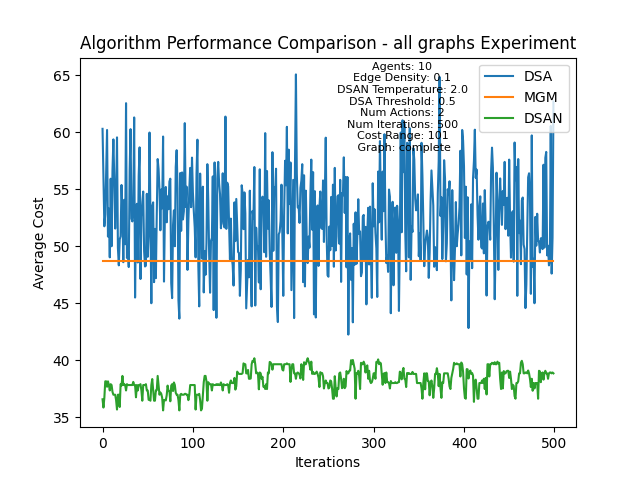 Algorithm Performance Comparison - all graphs Experiment
Agents: 10
Edge Density: 0.1
DSAN Temperature: 2.0
DSA Threshold: 0.5
Num Actions: 2
Num Iterations: 500
Cost Range: 101
Graph: complete
DSA
MGM
DSAN
Average Cost
65
60
55
50
45
40
35
0
100
200
300
400
500
Iterations